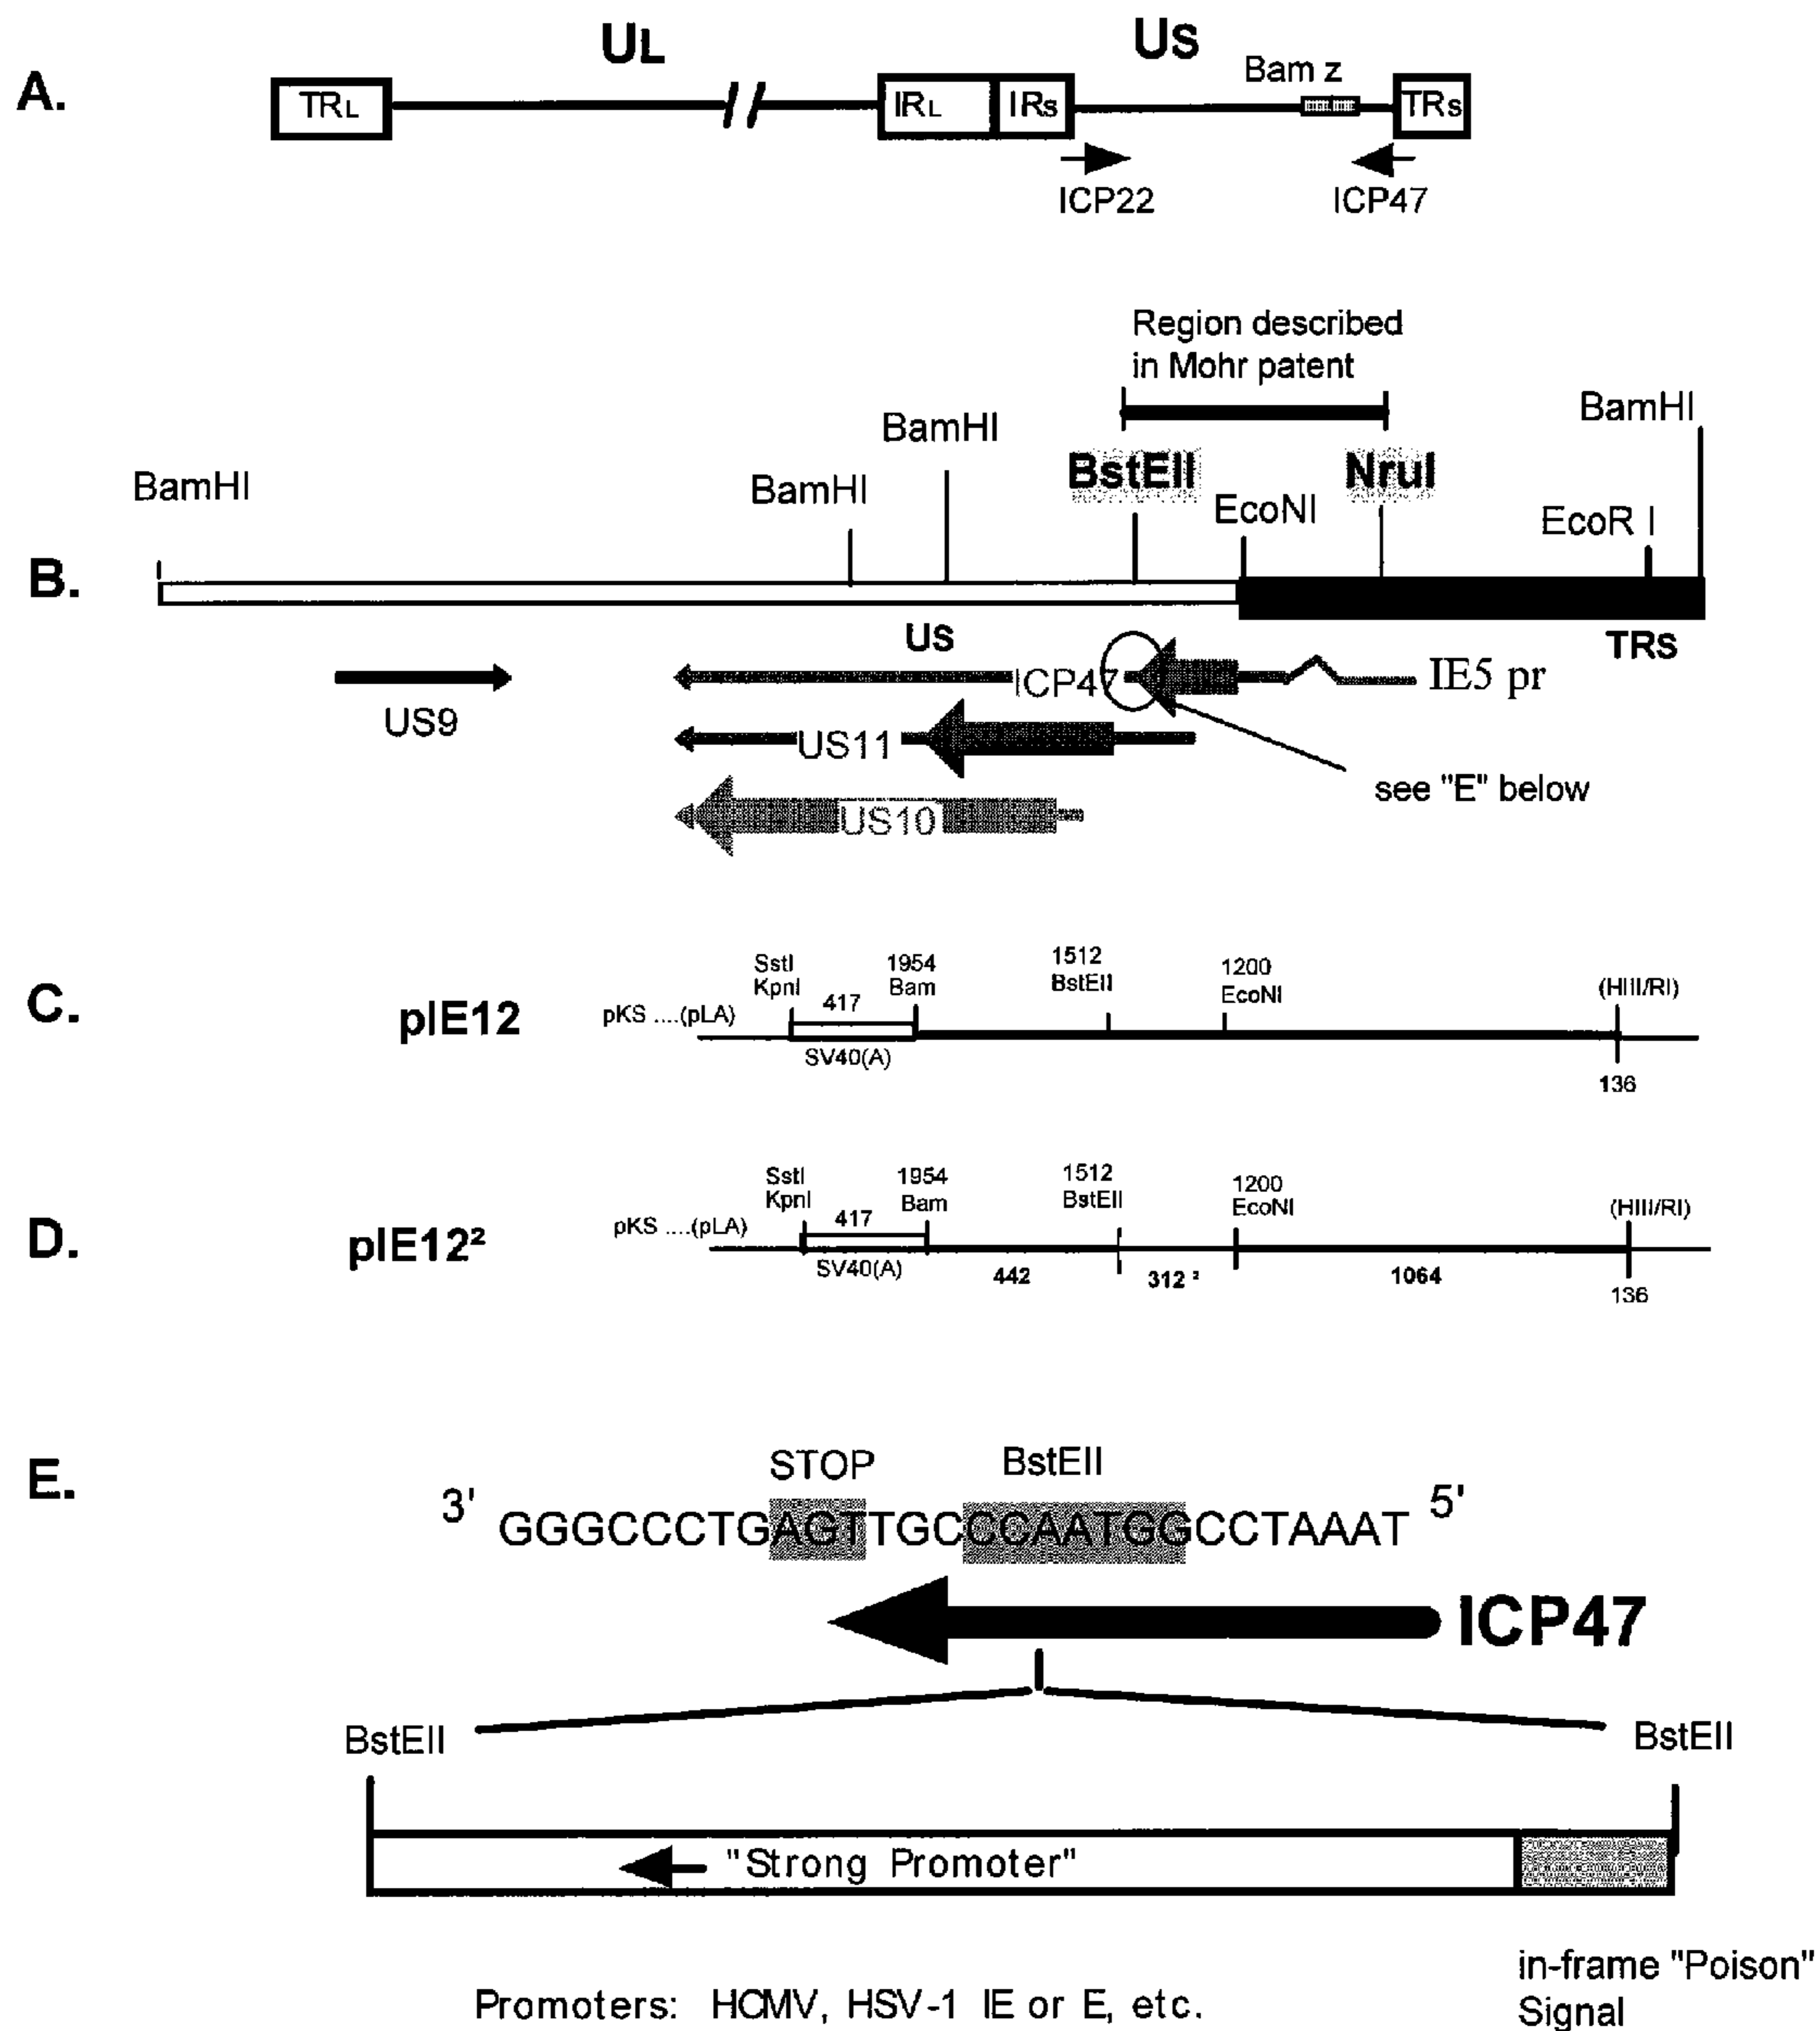 A.
UL
US
Bam z
TRL
IRL
IRS
TRS
ICP22
ICP47
Region described
in Mohr patent
BamHI
BamHI
BamHI
BstEII
NruI
EcoNI
EcoR I
BamHI
B.
US
TRS
US9
ICP47
IE5 pr
US11
see "E" below
US10
C.
pIE12
pKS ....(pLA)
SstI
KpnI
417
1954
Bam
1512
BstEII
1200
EcoNI
(HIII/RI)
SV40(A)
136
D.
pIE12²
pKS ....(pLA)
SstI
KpnI
417
1954
Bam
1512
BstEII
1200
EcoNI
(HIII/RI)
SV40(A)
442
312 ²
1064
136
E.
STOP
BstEII
3' GGGCCCTGAGTTGCCCAATGGCCTAAAT 5'
ICP47
BstEII
BstEII
"Strong Promoter"
in-frame "Poison"
Signal
Promoters: HCMV, HSV-1 IE or E, etc.